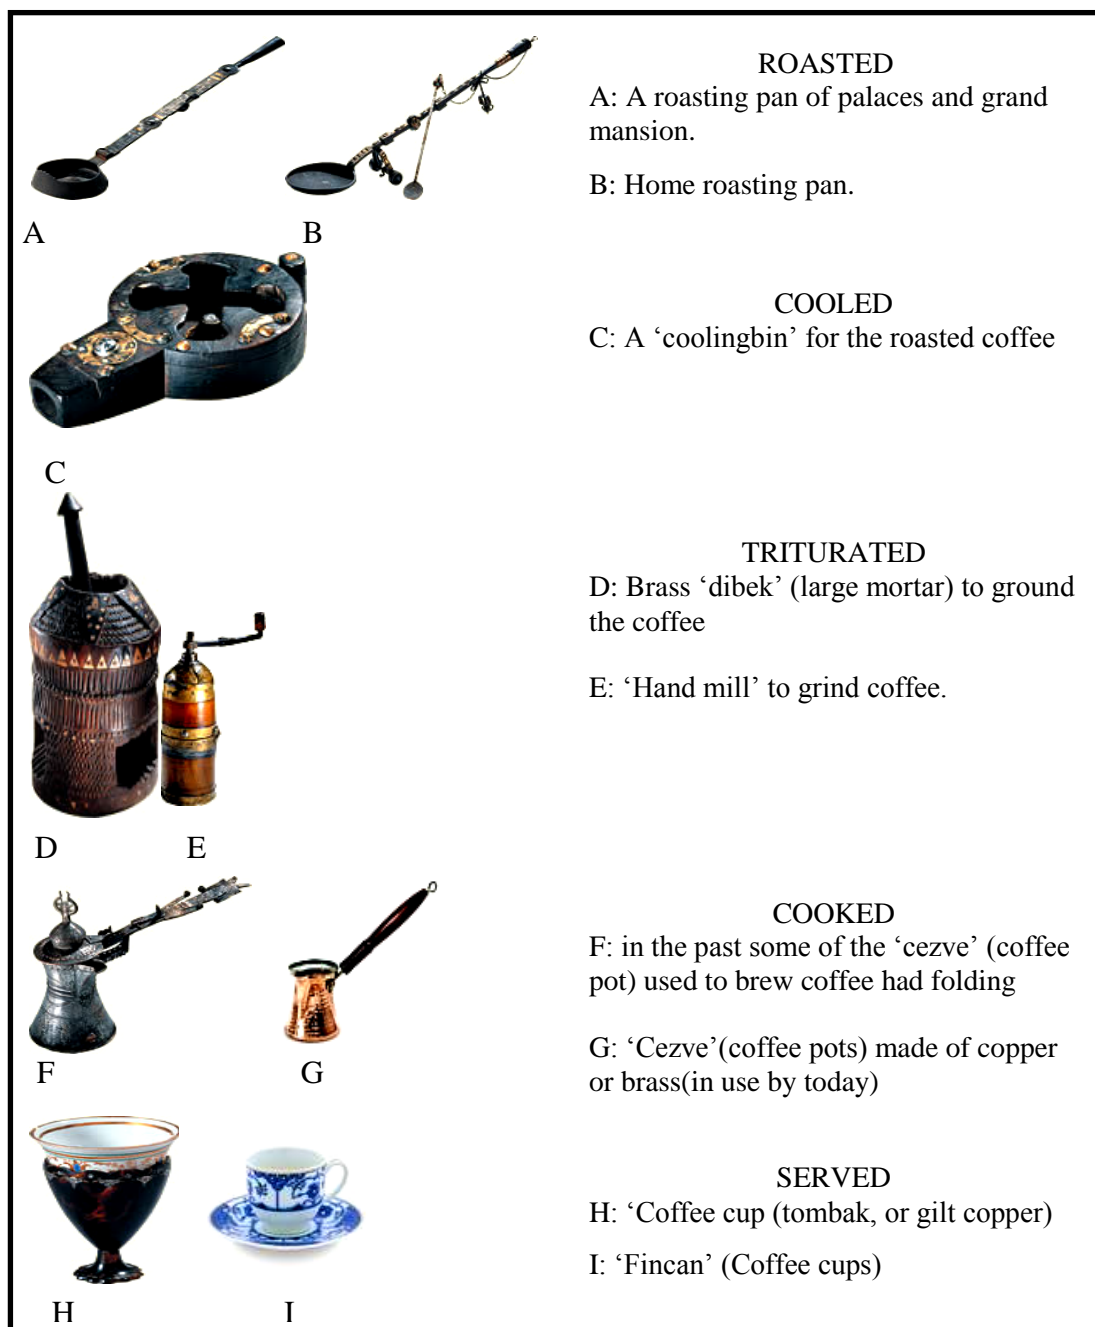 ROASTED
A: A roasting pan of palaces and grand
mansion.
B: Home roasting pan.
A
B
COOLED
C: A ‘coolingbin’ for the roasted coffee
C
TRITURATED
D: Brass ‘dibek’ (large mortar) to ground
the coffee
E: ‘Hand mill’ to grind coffee.
D
E
COOKED
F: in the past some of the ‘cezve’ (coffee
pot) used to brew coffee had folding
G: ‘Cezve’(coffee pots) made of copper
or brass(in use by today)
F
G
SERVED
H: ‘Coffee cup (tombak, or gilt copper)
I: ‘Fincan’ (Coffee cups)
H
I